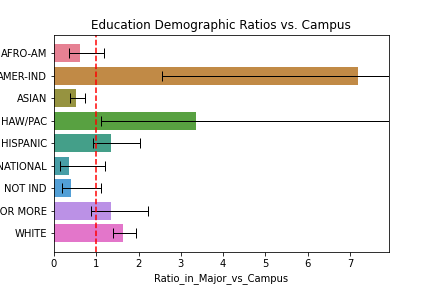 Education Demographic Ratios vs. Campus
AFRO-AM
AMER-IND
ASIAN
HAW/PAC
HISPANIC
NATIONAL
NOT IND
OR MORE
WHITE
0 1 2 3 4 5 6 7
Ratio_in_Major_vs_Campus